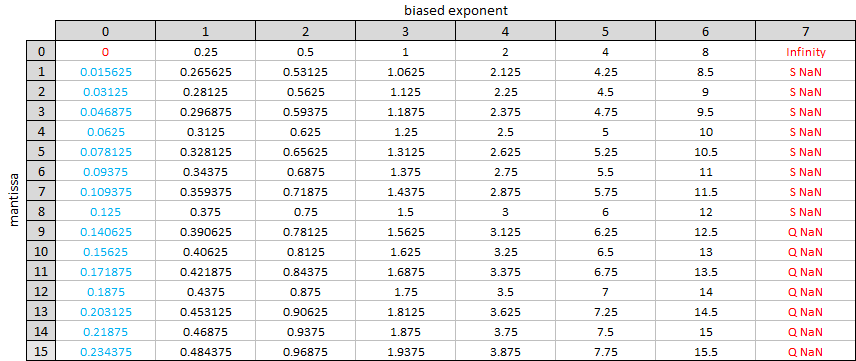 biased exponent
0 1 2 3 4 5 6 7
0 0 0.25 0.5 1 2 4 8 Infinity
1 0.015625 0.265625 0.53125 1.0625 2.125 4.25 8.5 S NaN
2 0.03125 0.28125 0.5625 1.125 2.25 4.5 9 S NaN
3 0.046875 0.296875 0.59375 1.1875 2.375 4.75 9.5 S NaN
4 0.0625 0.3125 0.625 1.25 2.5 5 10 S NaN
5 0.078125 0.328125 0.65625 1.3125 2.625 5.25 10.5 S NaN
6 0.09375 0.34375 0.6875 1.375 2.75 5.5 11 S NaN
7 0.109375 0.359375 0.71875 1.4375 2.875 5.75 11.5 S NaN
8 0.125 0.375 0.75 1.5 3 6 12 S NaN
9 0.140625 0.390625 0.78125 1.5625 3.125 6.25 12.5 Q NaN
10 0.15625 0.40625 0.8125 1.625 3.25 6.5 13 Q NaN
11 0.171875 0.421875 0.84375 1.6875 3.375 6.75 13.5 Q NaN
12 0.1875 0.4375 0.875 1.75 3.5 7 14 Q NaN
13 0.203125 0.453125 0.90625 1.8125 3.625 7.25 14.5 Q NaN
14 0.21875 0.46875 0.9375 1.875 3.75 7.5 15 Q NaN
15 0.234375 0.484375 0.96875 1.9375 3.875 7.75 15.5 Q NaN
mantissa